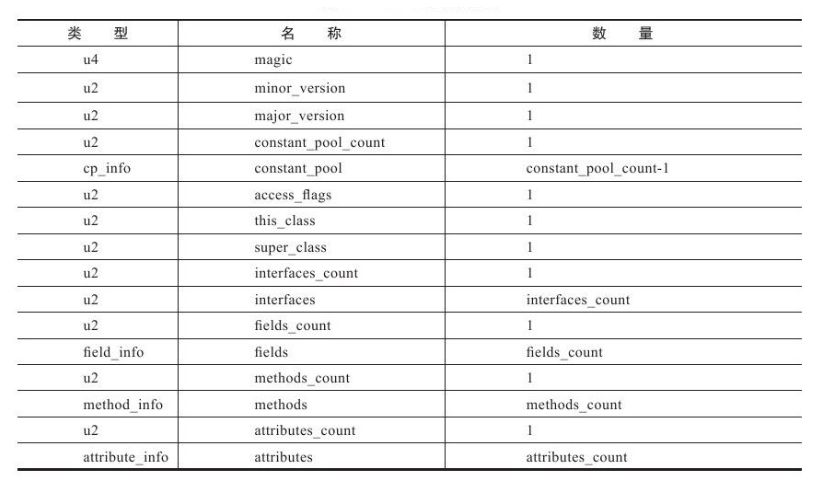 类 型 名 称 数 量
u4 magic 1
u2 minor_version 1
u2 major_version 1
u2 constant_pool_count 1
cp_info constant_pool constant_pool_count-1
u2 access_flags 1
u2 this_class 1
u2 super_class 1
u2 interfaces_count 1
u2 interfaces interfaces_count
u2 fields_count 1
field_info fields fields_count
u2 methods_count 1
method_info methods methods_count
u2 attributes_count 1
attribute_info attributes attributes_count